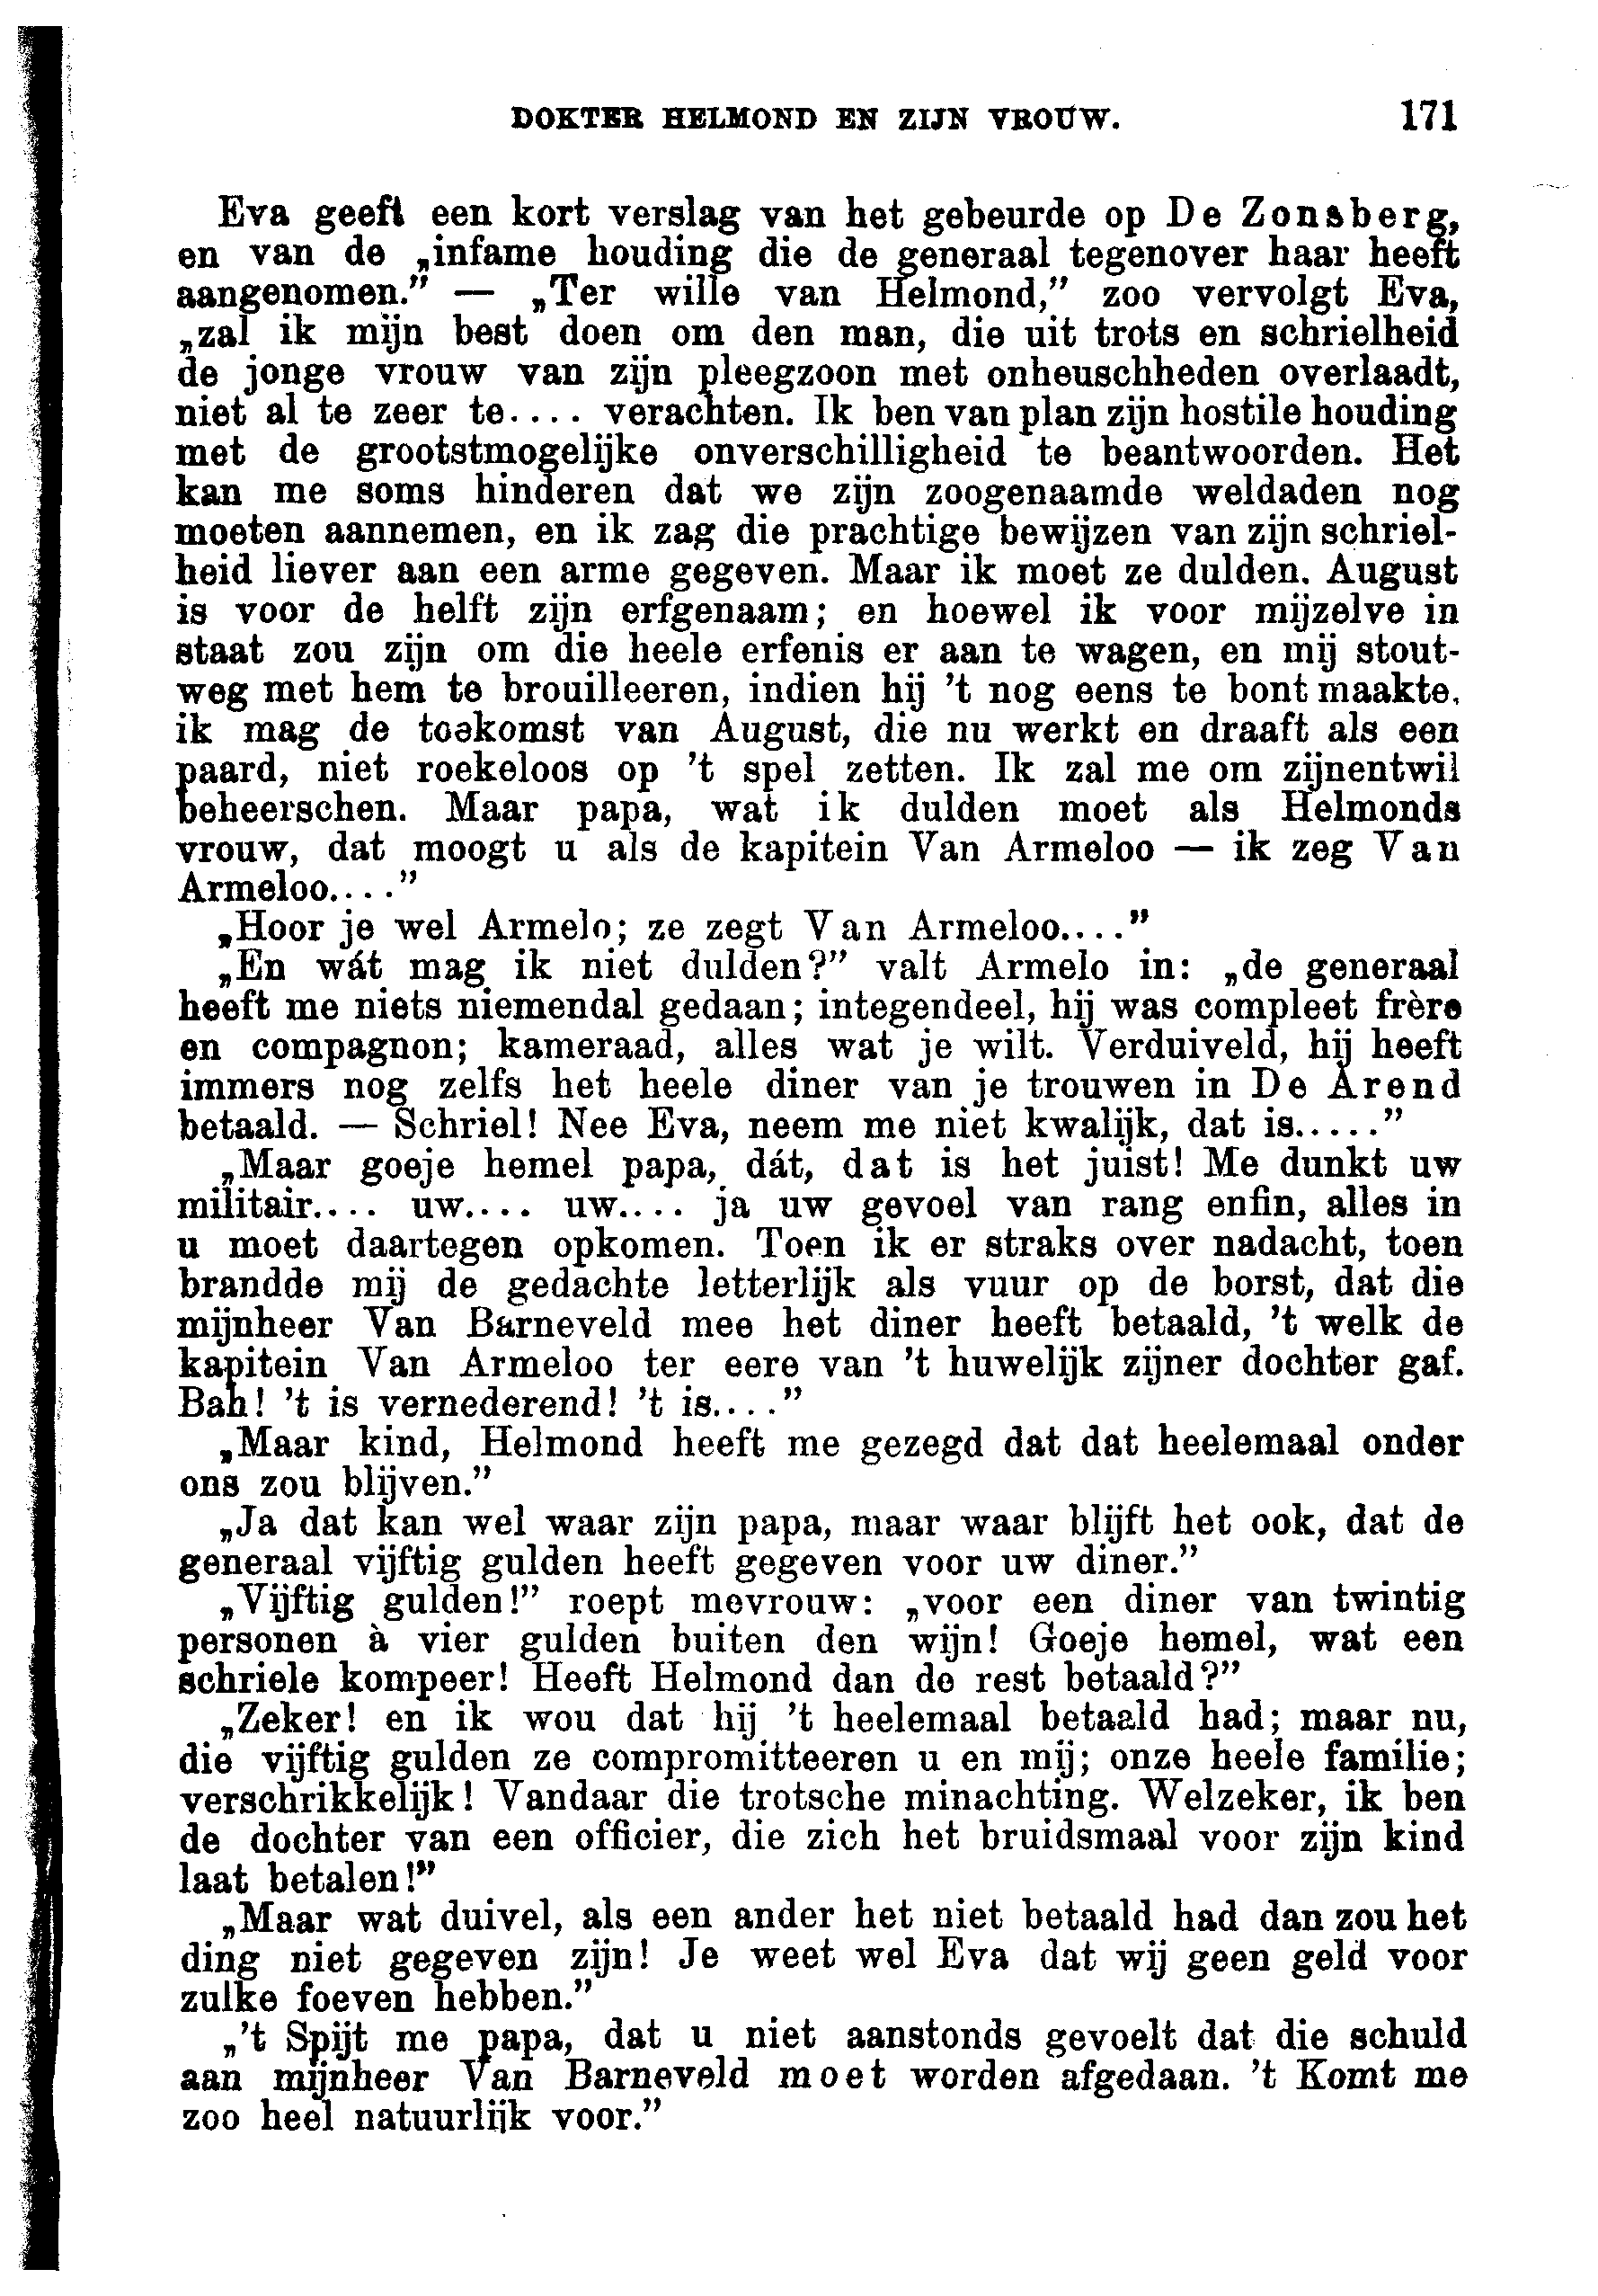 DOKTER HELMOND EN ZIJN VROUW. 171
Eva geeft een kort verslag van het gebeurde op De Zonsberg,
en van de „infame houding die de generaal tegenover haar heeft
aangenomen.” — „Ter wille van Helmond,” zoo vervolgt Eva,
„zal ik mijn best doen om den man, die uit trots en schrielheid
de jonge vrouw van zijn pleegzoon met onheuschheden overlaadt,
niet al te zeer te.... verachten. Ik ben van plan zijn hostile houding
met de grootstmogelijke onverschilligheid te beantwoorden. Het
kan me soms hinderen dat we zijn zoogenaamde weldaden nog
moeten aannemen, en ik zag die prachtige bewijzen van zijn schriel-
heid liever aan een arme gegeven. Maar ik moet ze dulden. August
is voor de helft zijn erfgenaam; en hoewel ik voor mijzelve in
staat zou zijn om die heele erfenis er aan te wagen, en mij stout-
weg met hem te brouilleeren, indien hij 't nog eens te bont maakte,
ik mag de toekomst van August, die nu werkt en draaft als een
paard, niet roekeloos op 't spel zetten. Ik zal me om zijnentwil
beheerschen. Maar papa, wat ik dulden moet als Helmonds
vrouw, dat moogt u als de kapitein Van Armeloo — ik zeg Van
Armeloo....”
„Hoor je wel Armelo; ze zegt Van Armeloo....”
„En wát mag ik niet dulden?” valt Armelo in: „de generaal
heeft me niets niemendal gedaan; integendeel, hij was compleet frère
en compagnon; kameraad, alles wat je wilt. Verduiveld, hij heeft
immers nog zelfs het heele diner van je trouwen in De Arend
betaald. — Schriel! Nee Eva, neem me niet kwalijk, dat is.....”
„Maar goeje hemel papa, dát, dat is het juist! Me dunkt uw
militair.... uw.... uw.... ja uw gevoel van rang enfin, alles in
u moet daartegen opkomen. Toen ik er straks over nadacht, toen
brandde mij de gedachte letterlijk als vuur op de borst, dat die
mijnheer Van Barneveld mee het diner heeft betaald, 't welk de
kapitein Van Armeloo ter eere van 't huwelijk zijner dochter gaf.
Bah! 't is vernederend! 't is....”
„Maar kind, Helmond heeft me gezegd dat dat heelemaal onder
ons zou blijven.”
„Ja dat kan wel waar zijn papa, maar waar blijft het ook, dat de
generaal vijftig gulden heeft gegeven voor uw diner.”
„Vijftig gulden!” roept mevrouw: „voor een diner van twintig
personen à vier gulden buiten den wijn! Goeje hemel, wat een
schriele kompeer! Heeft Helmond dan de rest betaald?”
„Zeker! en ik wou dat hij 't heelemaal betaald had; maar nu,
die vijftig gulden ze compromitteeren u en mij; onze heele familie;
verschrikkelijk! Vandaar die trotsche minachting. Welzeker, ik ben
de dochter van een officier, die zich het bruidsmaal voor zijn kind
laat betalen!”
„Maar wat duivel, als een ander het niet betaald had dan zou het
ding niet gegeven zijn! Je weet wel Eva dat wij geen geld voor
zulke foeven hebben.”
„'t Spijt me papa, dat u niet aanstonds gevoelt dat die schuld
aan mijnheer Van Barneveld moet worden afgedaan. 't Komt me
zoo heel natuurlijk voor.”